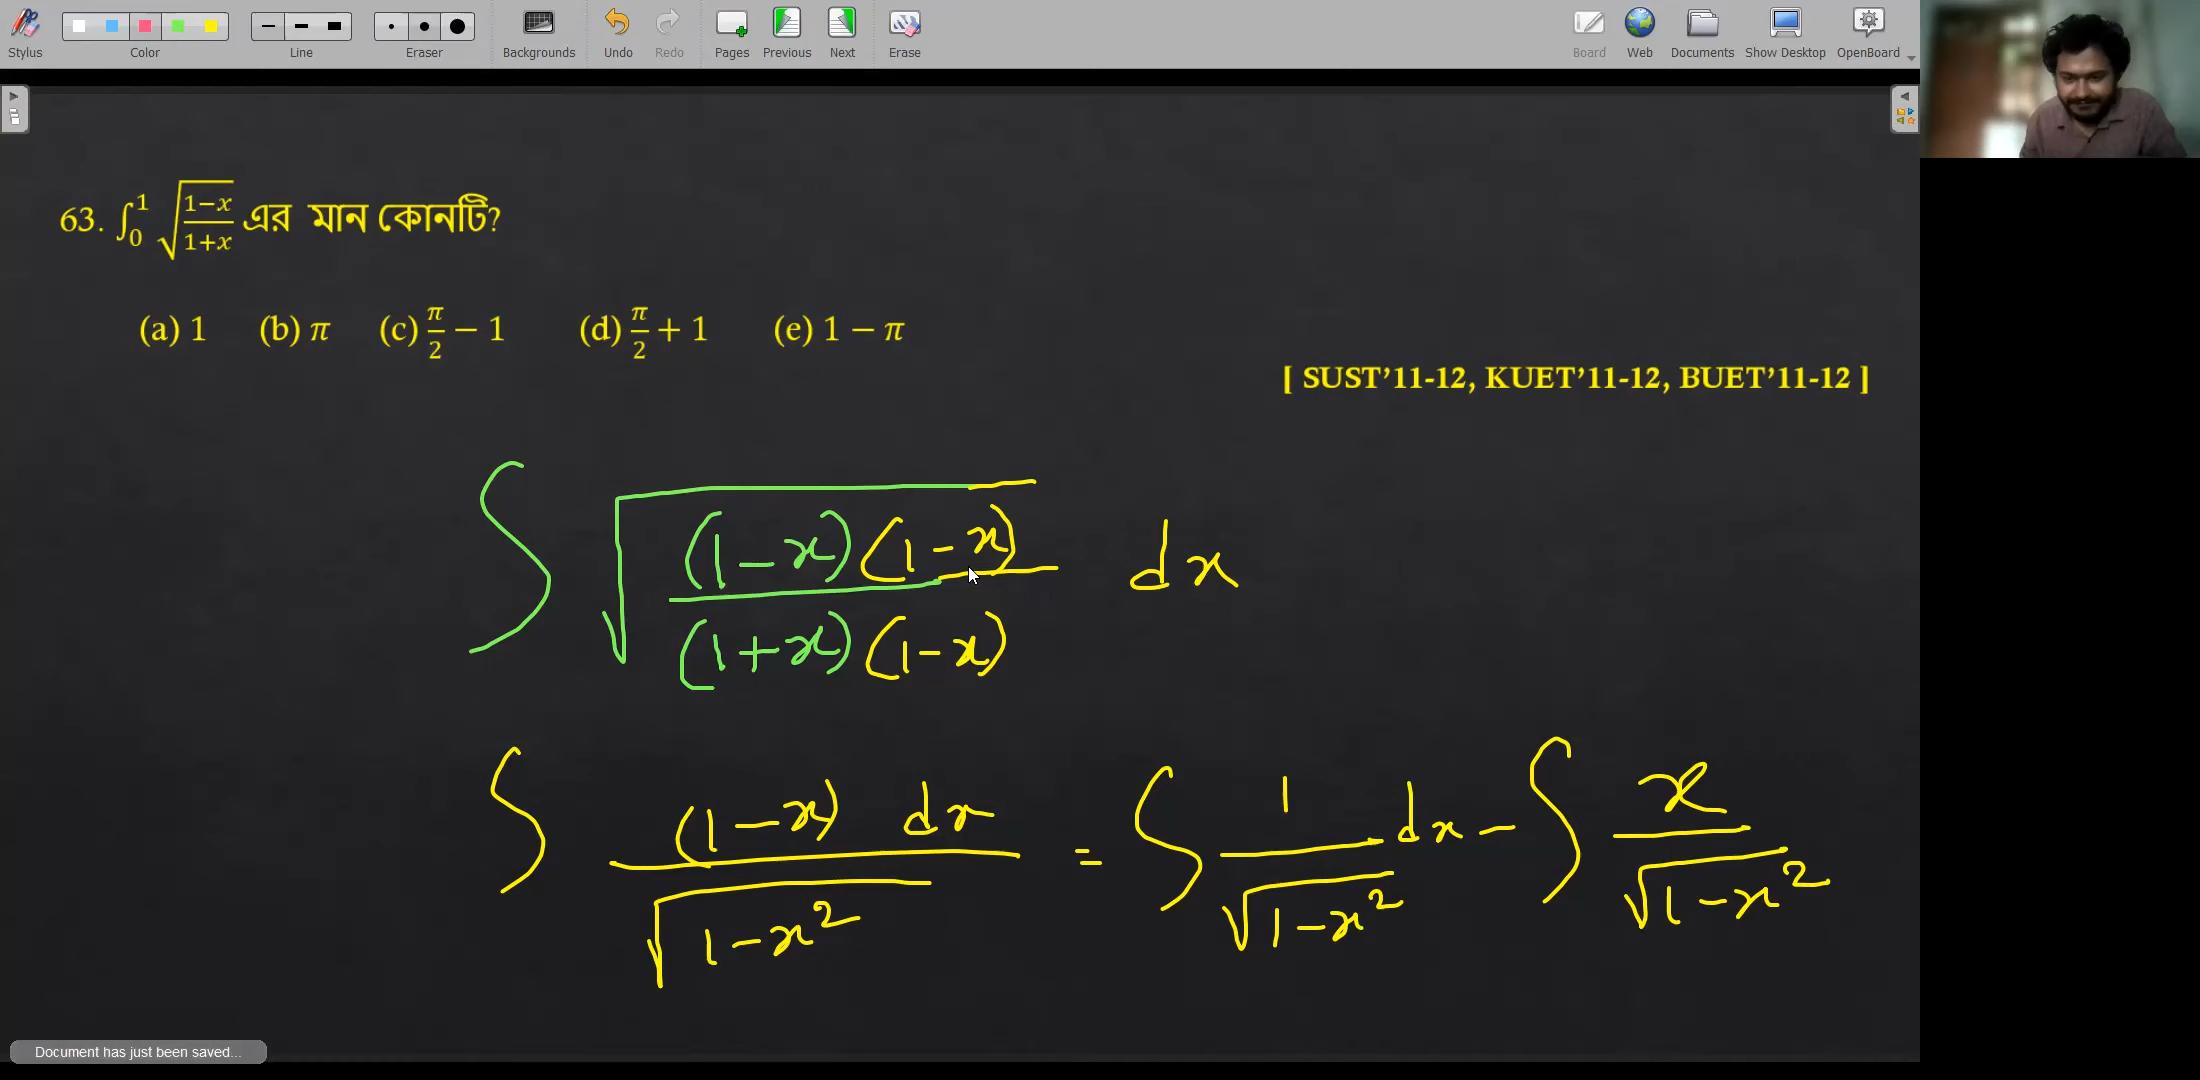 Stylus Color Line Eraser Backgrounds Undo Redo Pages Previous Next Erase Board Web Documents Show Desktop OpenBoard
63. ∫₀¹ √((1−x)/(1+x)) এর মান কোনটি?
(a) 1 (b) π (c) π/2 − 1 (d) π/2 + 1 (e) 1 − π
[ SUST’11-12, KUET’11-12, BUET’11-12 ]
∫ √((1−x)(1−x)/(1+x)(1−x)) dx
∫ (1−x) dx/√(1−x²) = ∫ 1/√(1−x²) dx − ∫ x/√(1−x²)
Document has just been saved...